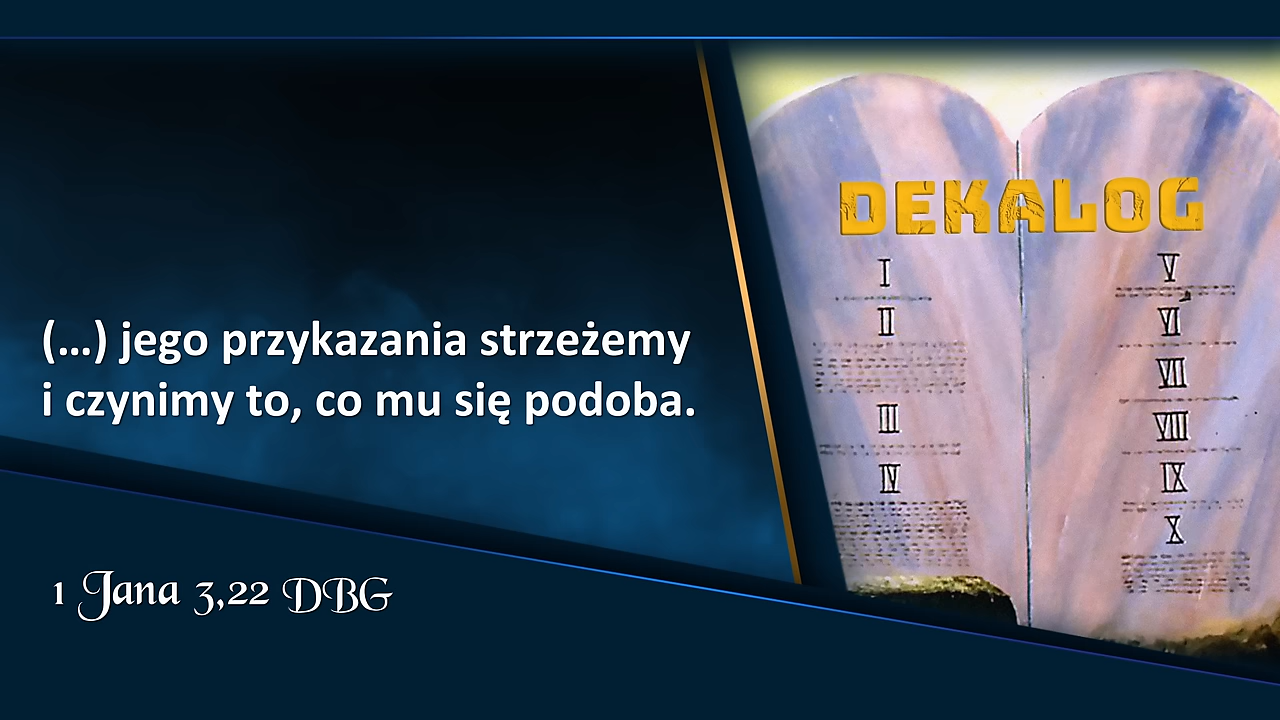 (...) jego przykazania strzeżemy
i czynimy to, co mu się podoba.
1 Jana 3,22 DBG
DEKALOG
I
II
III
IV
V
VI
VII
VIII
IX
X